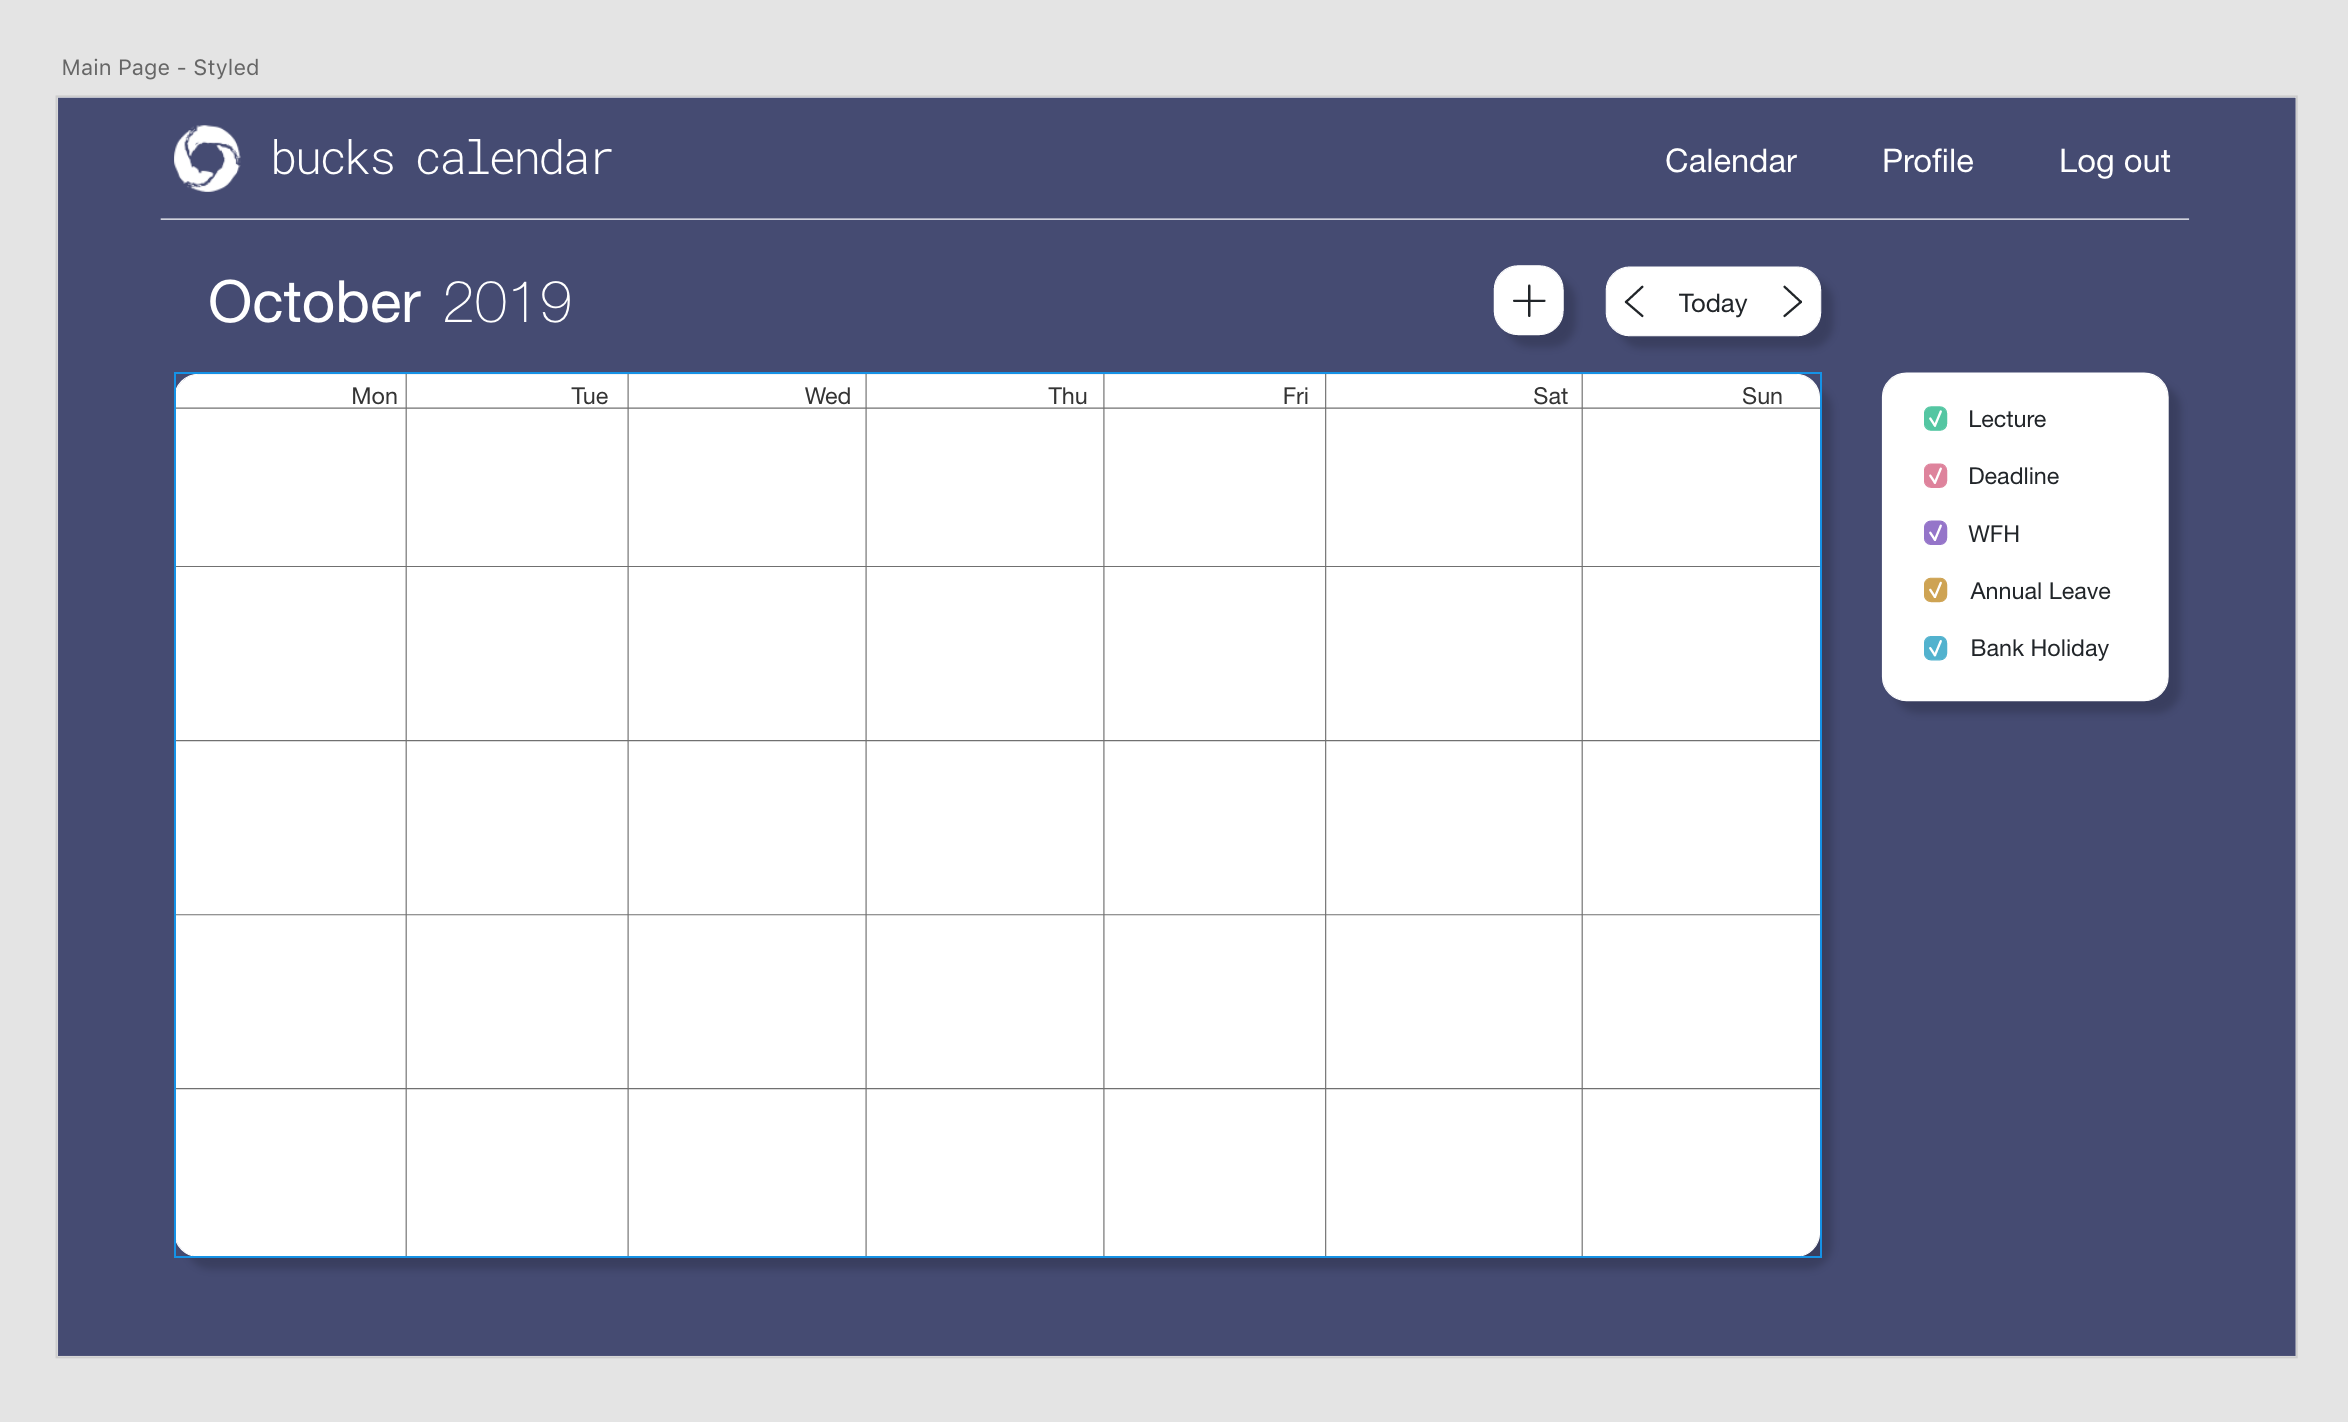 Main Page - Styled
bucks calendar
Calendar Profile Log out
October 2019
Today
Mon Tue Wed Thu Fri Sat Sun
Lecture
Deadline
WFH
Annual Leave
Bank Holiday